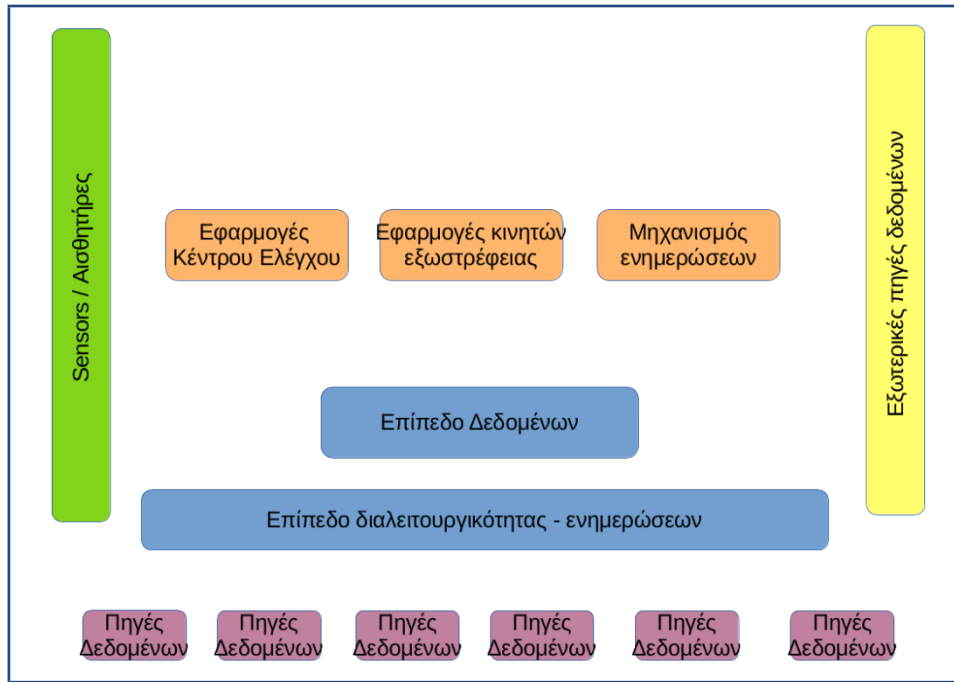 Sensors / Αισθητήρες
Εφαρμογές
Κέντρου Ελέγχου
Εφαρμογές κινητών
εξωστρέφειας
Μηχανισμός
ενημερώσεων
Εξωτερικές πηγές δεδομένων
Επίπεδο Δεδομένων
Επίπεδο διαλειτουργικότητας - ενημερώσεων
Πηγές
Δεδομένων
Πηγές
Δεδομένων
Πηγές
Δεδομένων
Πηγές
Δεδομένων
Πηγές
Δεδομένων
Πηγές
Δεδομένων